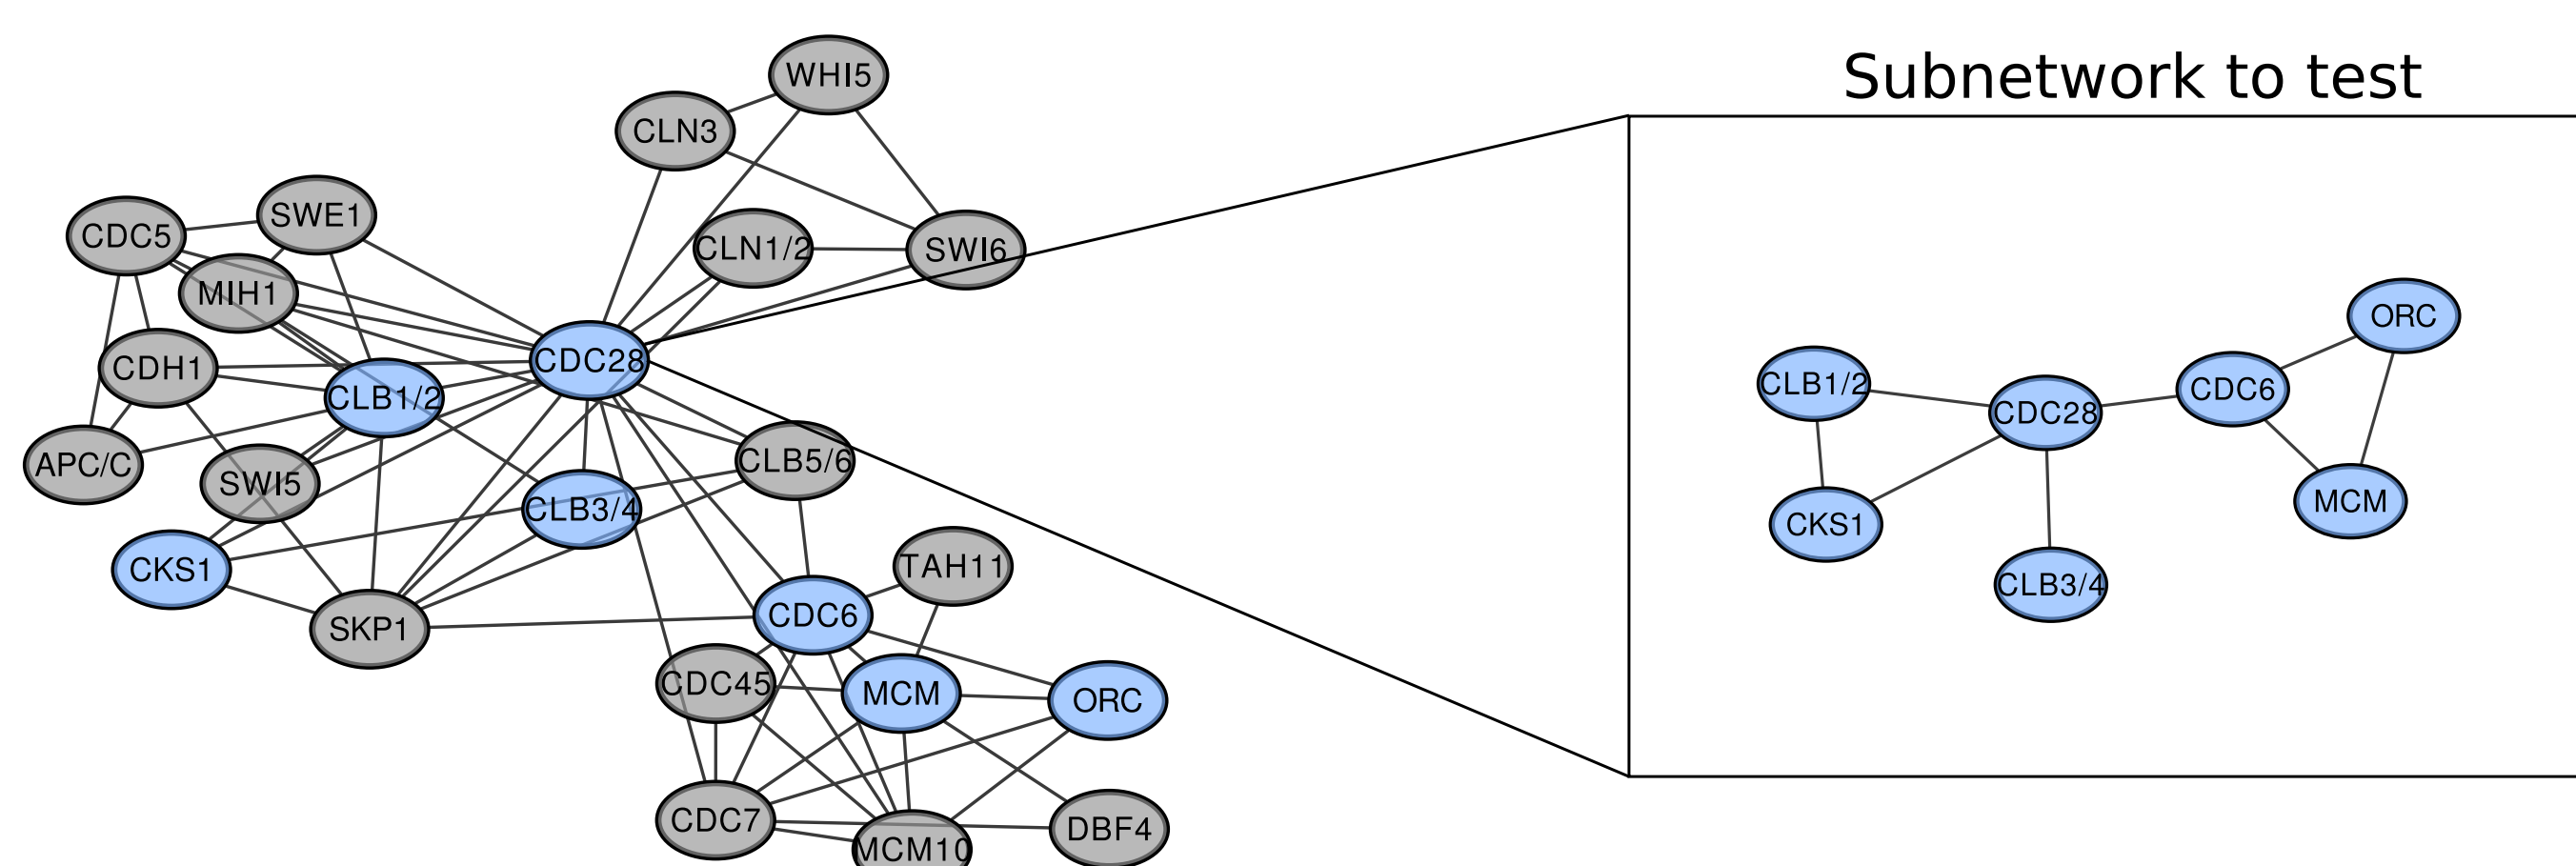 Subnetwork to test
WHI5
CLN3
SWE1
CDC5
CLN1/2
SWI6
MIH1
CDC28
CDH1
CLB1/2
APC/C
SWI5
CLB5/6
CLB3/4
CKS1
TAH11
SKP1
CDC6
CDC45
MCM
ORC
CDC7
DBF4
MCM10
ORC
CLB1/2
CDC6
CDC28
MCM
CKS1
CLB3/4